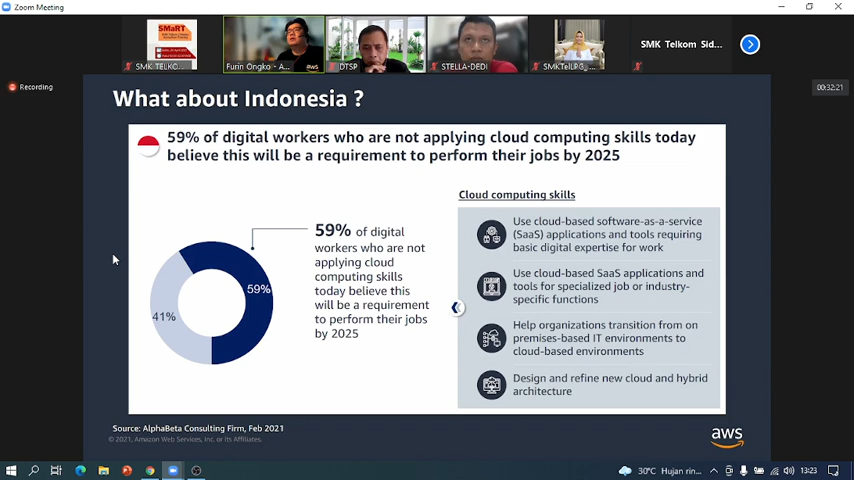 Zoom Meeting
SMaRT
SMK TELKO...
Furin Ongko - A...
aws
DTSP
STELLA-DEDI
SMKTelLPG_...
SMK Telkom Sid...
Recording
00:32:21
What about Indonesia ?
59% of digital workers who are not applying cloud computing skills today
believe this will be a requirement to perform their jobs by 2025
59% of digital
workers who are not
applying cloud
computing skills
today believe this
will be a requirement
to perform their jobs
by 2025
59%
41%
Cloud computing skills
Use cloud-based software-as-a-service
(SaaS) applications and tools requiring
basic digital expertise for work
Use cloud-based SaaS applications and
tools for specialized job or industry-
specific functions
Help organizations transition from on
premises-based IT environments to
cloud-based environments
Design and refine new cloud and hybrid
architecture
Source: AlphaBeta Consulting Firm, Feb 2021
© 2021, Amazon Web Services, Inc. or its Affiliates.
aws
30°C Hujan rin...
13:23